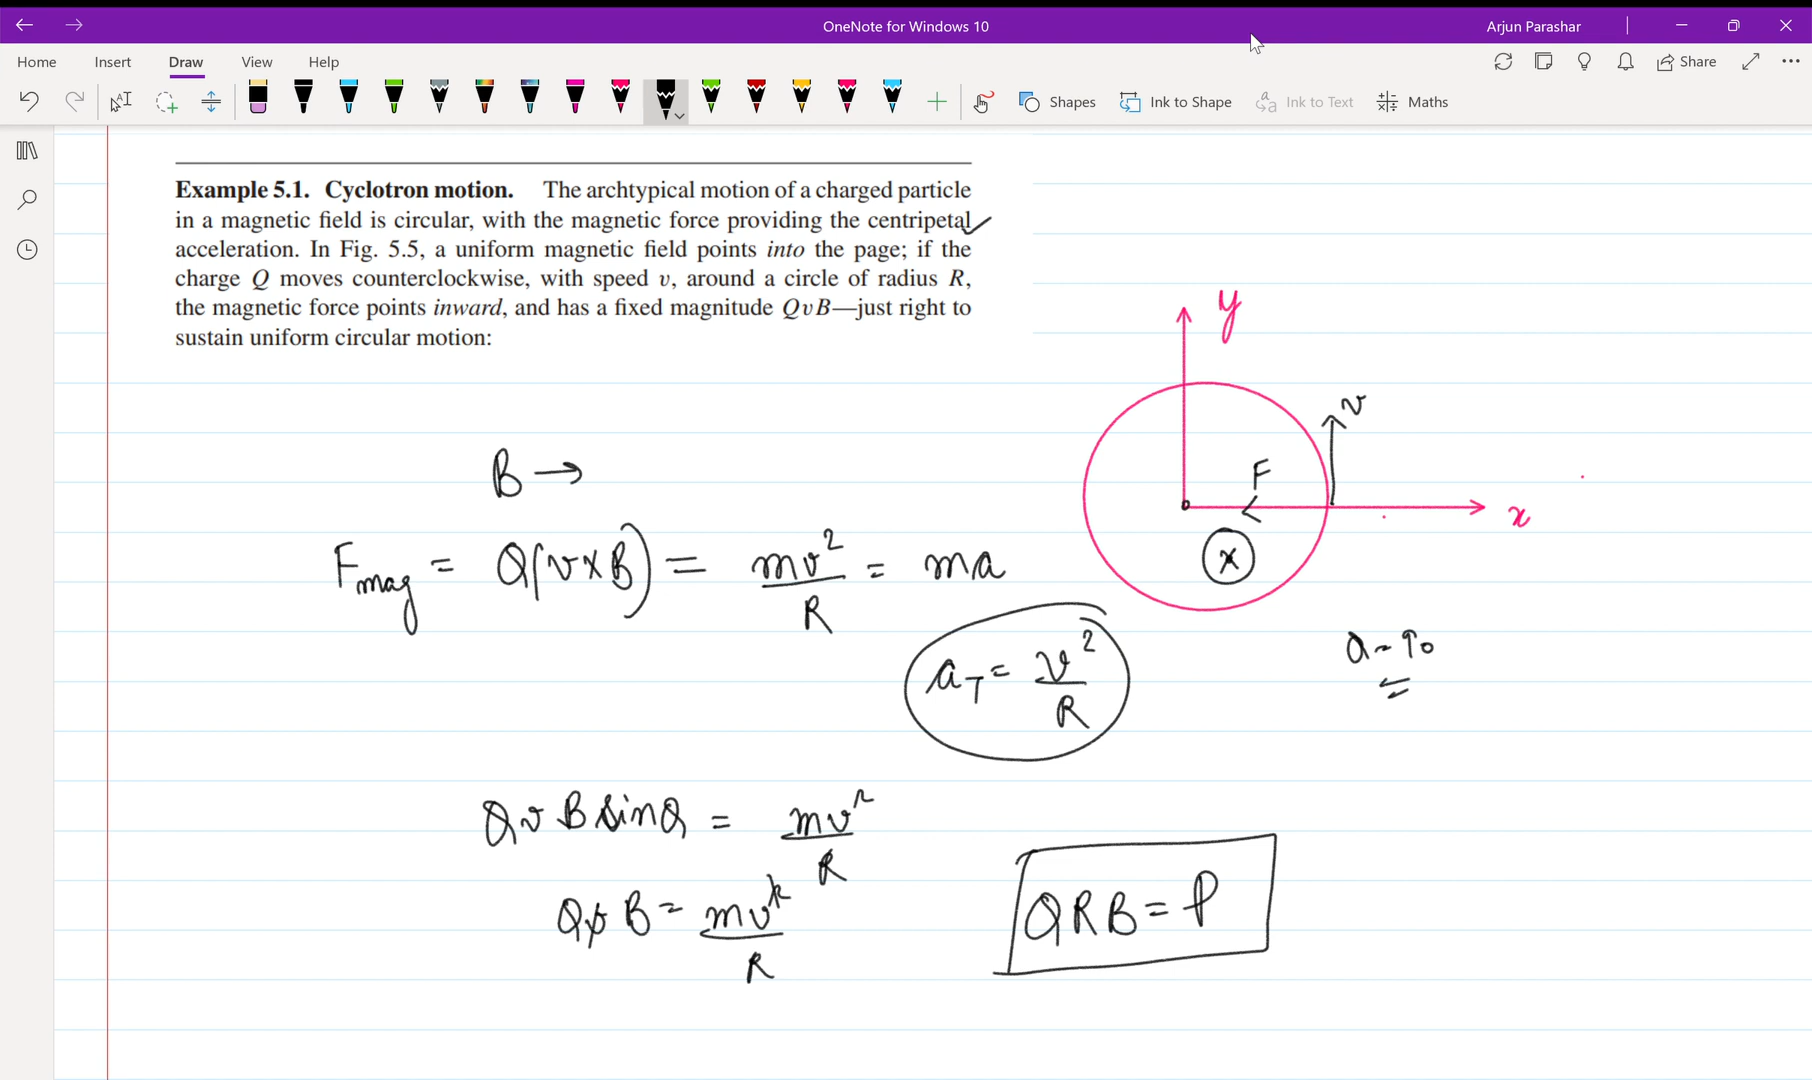 OneNote for Windows 10
Arjun Parashar
Home Insert Draw View Help
Share
Shapes Ink to Shape Ink to Text Maths
Example 5.1. Cyclotron motion. The archtypical motion of a charged particle
in a magnetic field is circular, with the magnetic force providing the centripetal
acceleration. In Fig. 5.5, a uniform magnetic field points into the page; if the
charge Q moves counterclockwise, with speed v, around a circle of radius R,
the magnetic force points inward, and has a fixed magnitude QvB—just right to
sustain uniform circular motion:
y
v
B →
F
x
F_mag = Q(v×B) = mv²/R = ma
x
a_T = v²/R
QvB sinQ = mv²/R
QvB = mv²/R
QRB = P